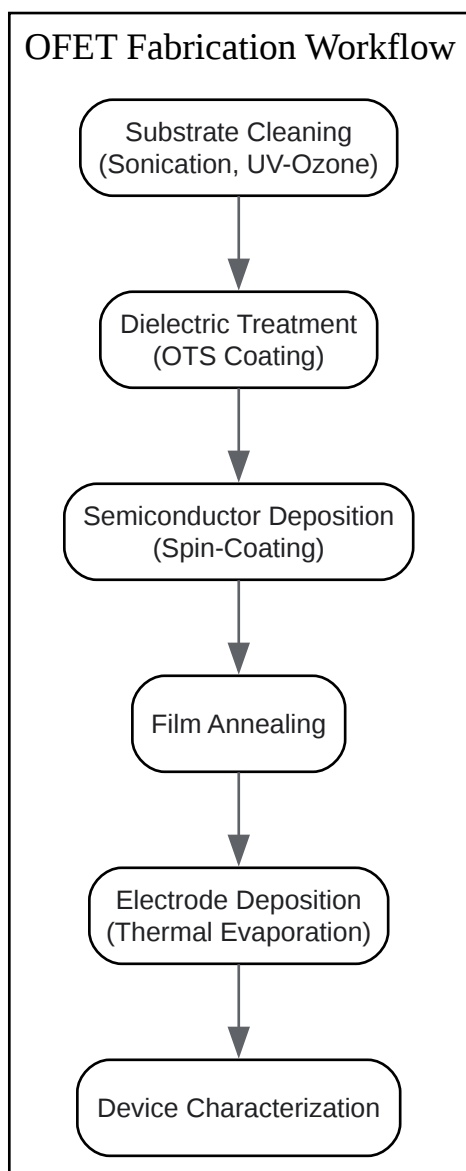 OFET Fabrication Workflow
Substrate Cleaning
(Sonication, UV-Ozone)
Dielectric Treatment
(OTS Coating)
Semiconductor Deposition
(Spin-Coating)
Film Annealing
Electrode Deposition
(Thermal Evaporation)
Device Characterization